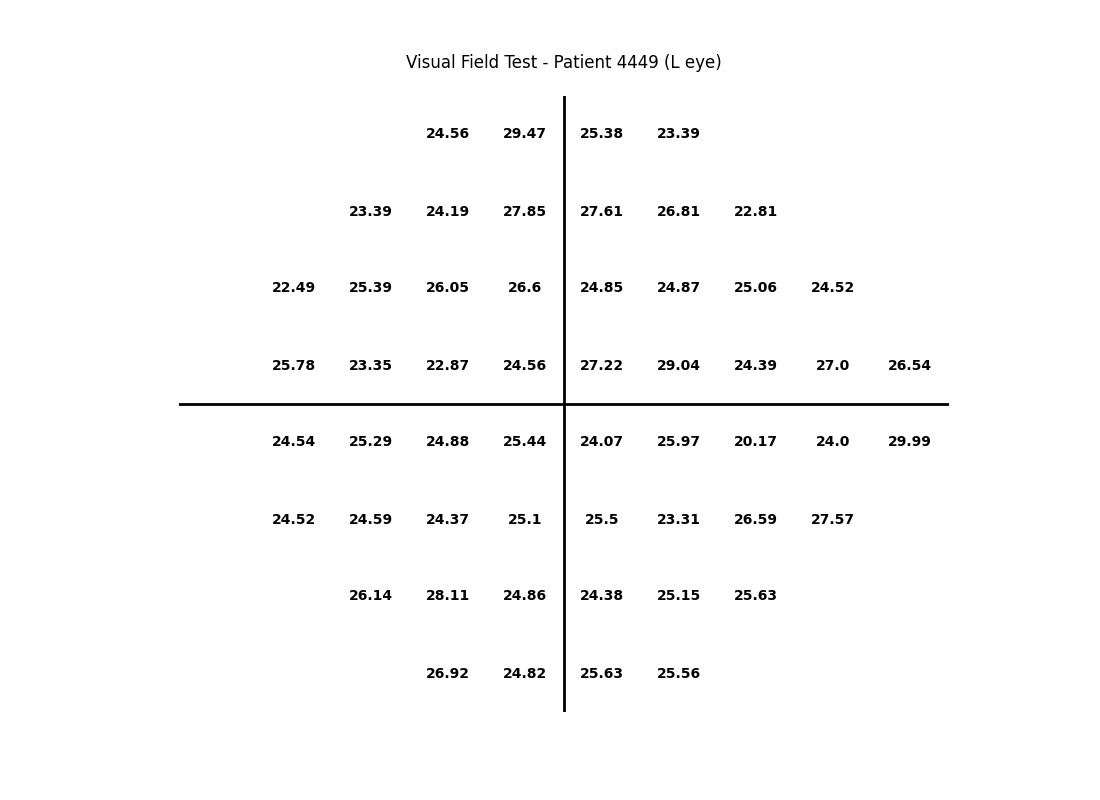 Visual Field Test - Patient 4449 (L eye)
24.56 29.47 25.38 23.39
23.39 24.19 27.85 27.61 26.81 22.81
22.49 25.39 26.05 26.6 24.85 24.87 25.06 24.52
25.78 23.35 22.87 24.56 27.22 29.04 24.39 27.0 26.54
24.54 25.29 24.88 25.44 24.07 25.97 20.17 24.0 29.99
24.52 24.59 24.37 25.1 25.5 23.31 26.59 27.57
26.14 28.11 24.86 24.38 25.15 25.63
26.92 24.82 25.63 25.56